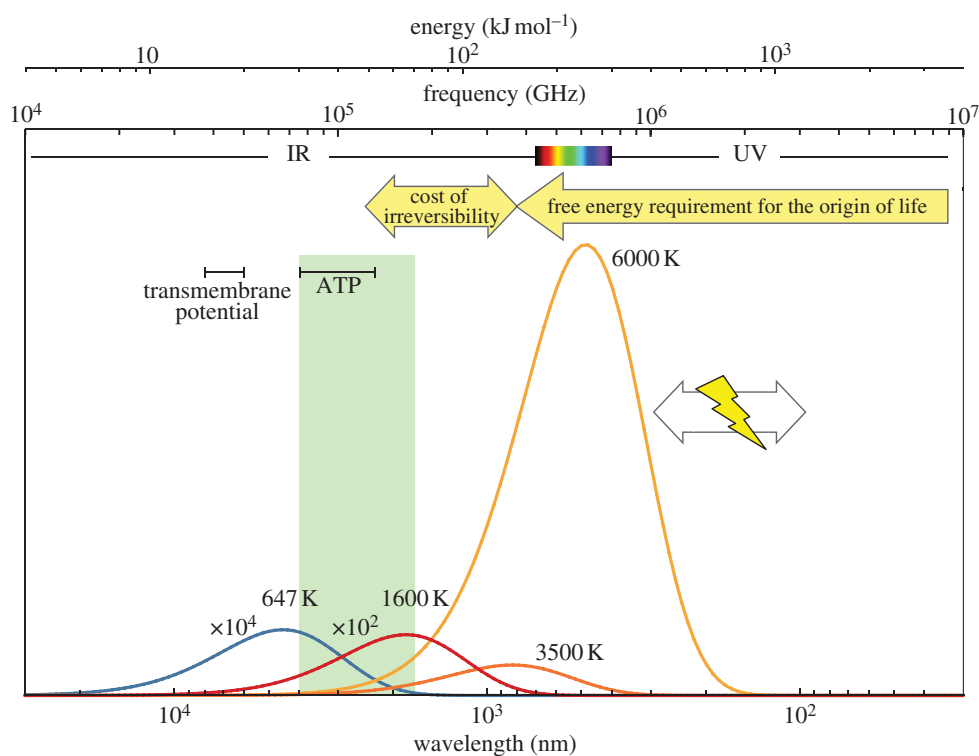 energy (kJ mol⁻¹)
10 10² 10³
frequency (GHz)
10⁴ 10⁵ 10⁶ 10⁷
IR UV
cost of
irreversibility
free energy requirement for the origin of life
6000 K
transmembrane
potential
ATP
647 K
×10⁴
1600 K
×10²
3500 K
10⁴ 10³ 10²
wavelength (nm)